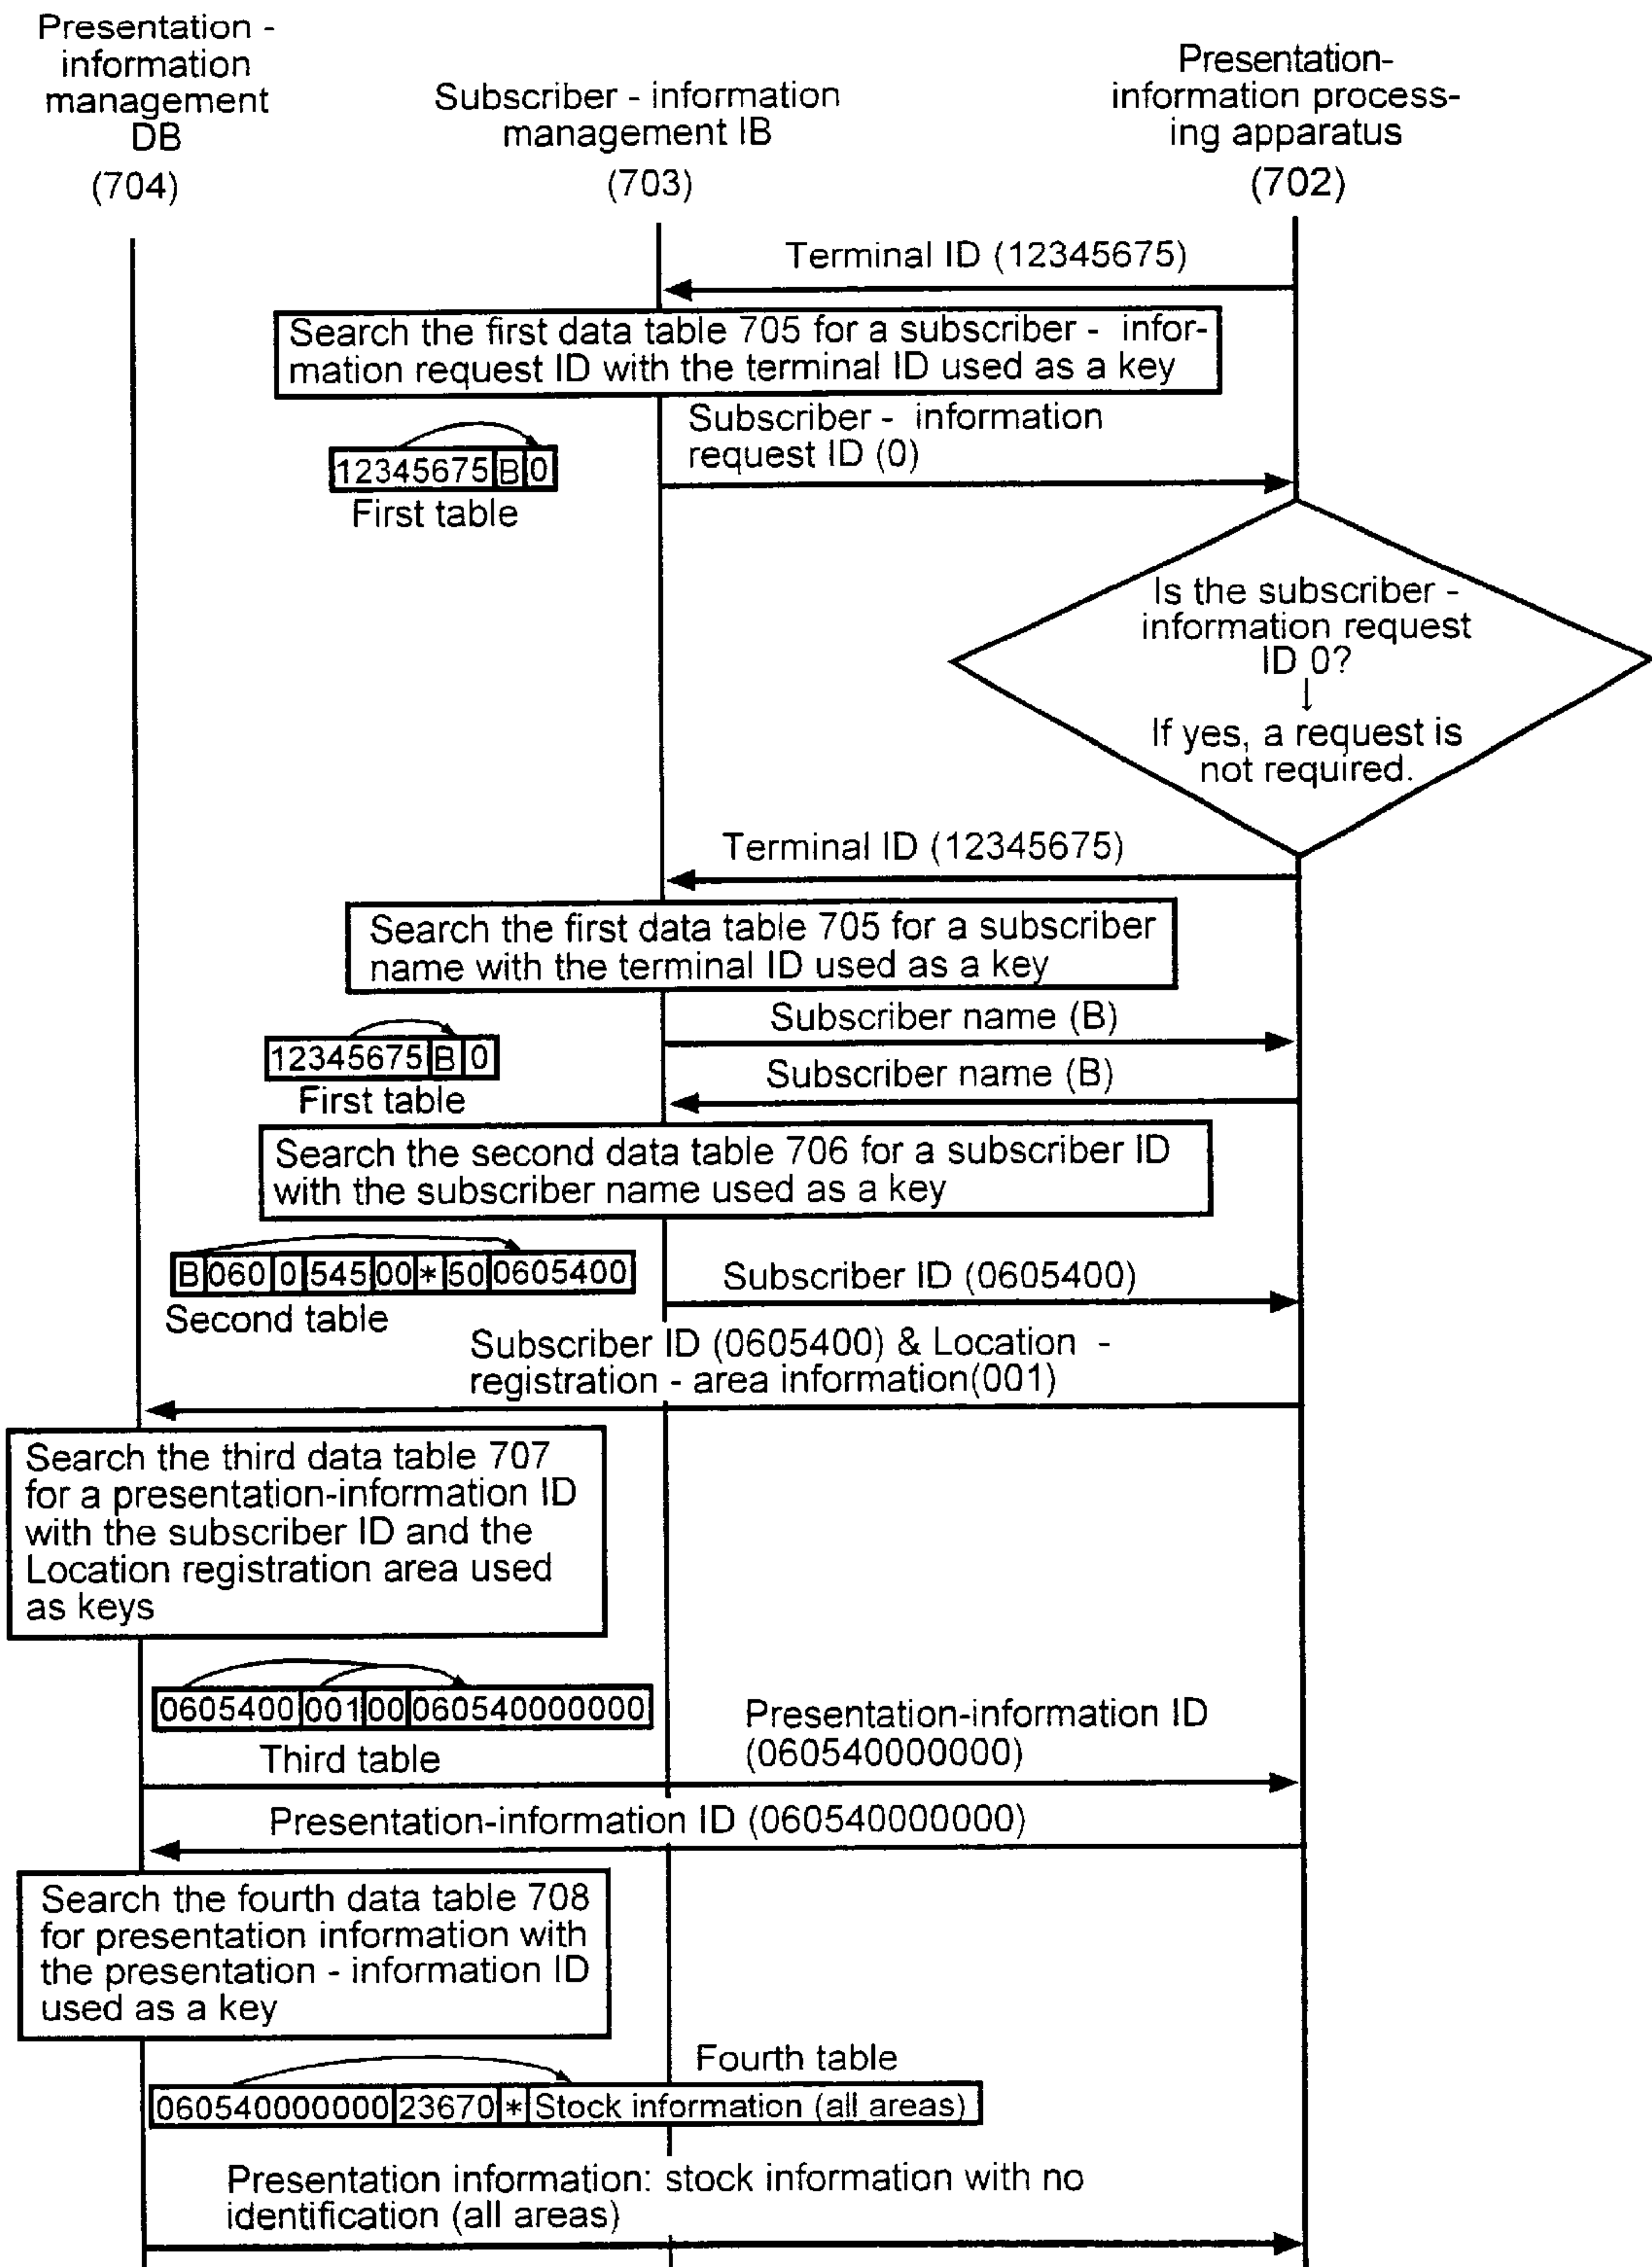 Presentation -
information
management
DB
(704)
Subscriber - information
management IB
(703)
Presentation-
information process-
ing apparatus
(702)
Terminal ID (12345675)
Search the first data table 705 for a subscriber - infor-
mation request ID with the terminal ID used as a key
Subscriber - information
request ID (0)
12345675 B 0
First table
Is the subscriber -
information request
ID 0?
↓
If yes, a request is
not required.
Terminal ID (12345675)
Search the first data table 705 for a subscriber
name with the terminal ID used as a key
Subscriber name (B)
12345675 B 0
First table
Subscriber name (B)
Search the second data table 706 for a subscriber ID
with the subscriber name used as a key
B 060 0 545 00 * 50 0605400
Second table
Subscriber ID (0605400)
Subscriber ID (0605400) & Location -
registration - area information(001)
Search the third data table 707
for a presentation-information ID
with the subscriber ID and the
Location registration area used
as keys
0605400 001 00 060540000000
Third table
Presentation-information ID
(060540000000)
Presentation-information ID (060540000000)
Search the fourth data table 708
for presentation information with
the presentation - information ID
used as a key
Fourth table
060540000000 23670 * Stock information (all areas)
Presentation information: stock information with no
identification (all areas)